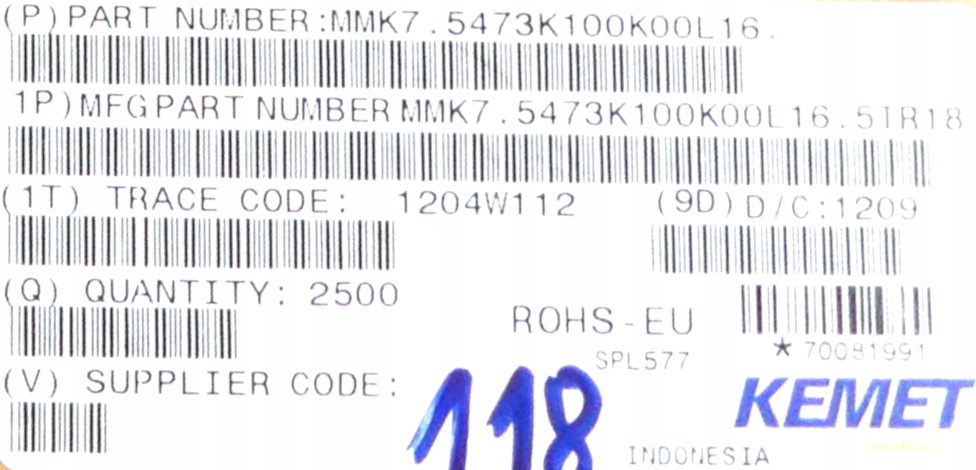 (P) PART NUMBER:MMK7.5473K100K00L16.
1P)MFGPART NUMBER MMK7.5473K100K00L16.5TR18
(1T) TRACE CODE: 1204W112 (9D) D/C:1209
(Q) QUANTITY: 2500
ROHS-EU
*70081991
SPL577
(V) SUPPLIER CODE:
118
KEMET
INDONESIA